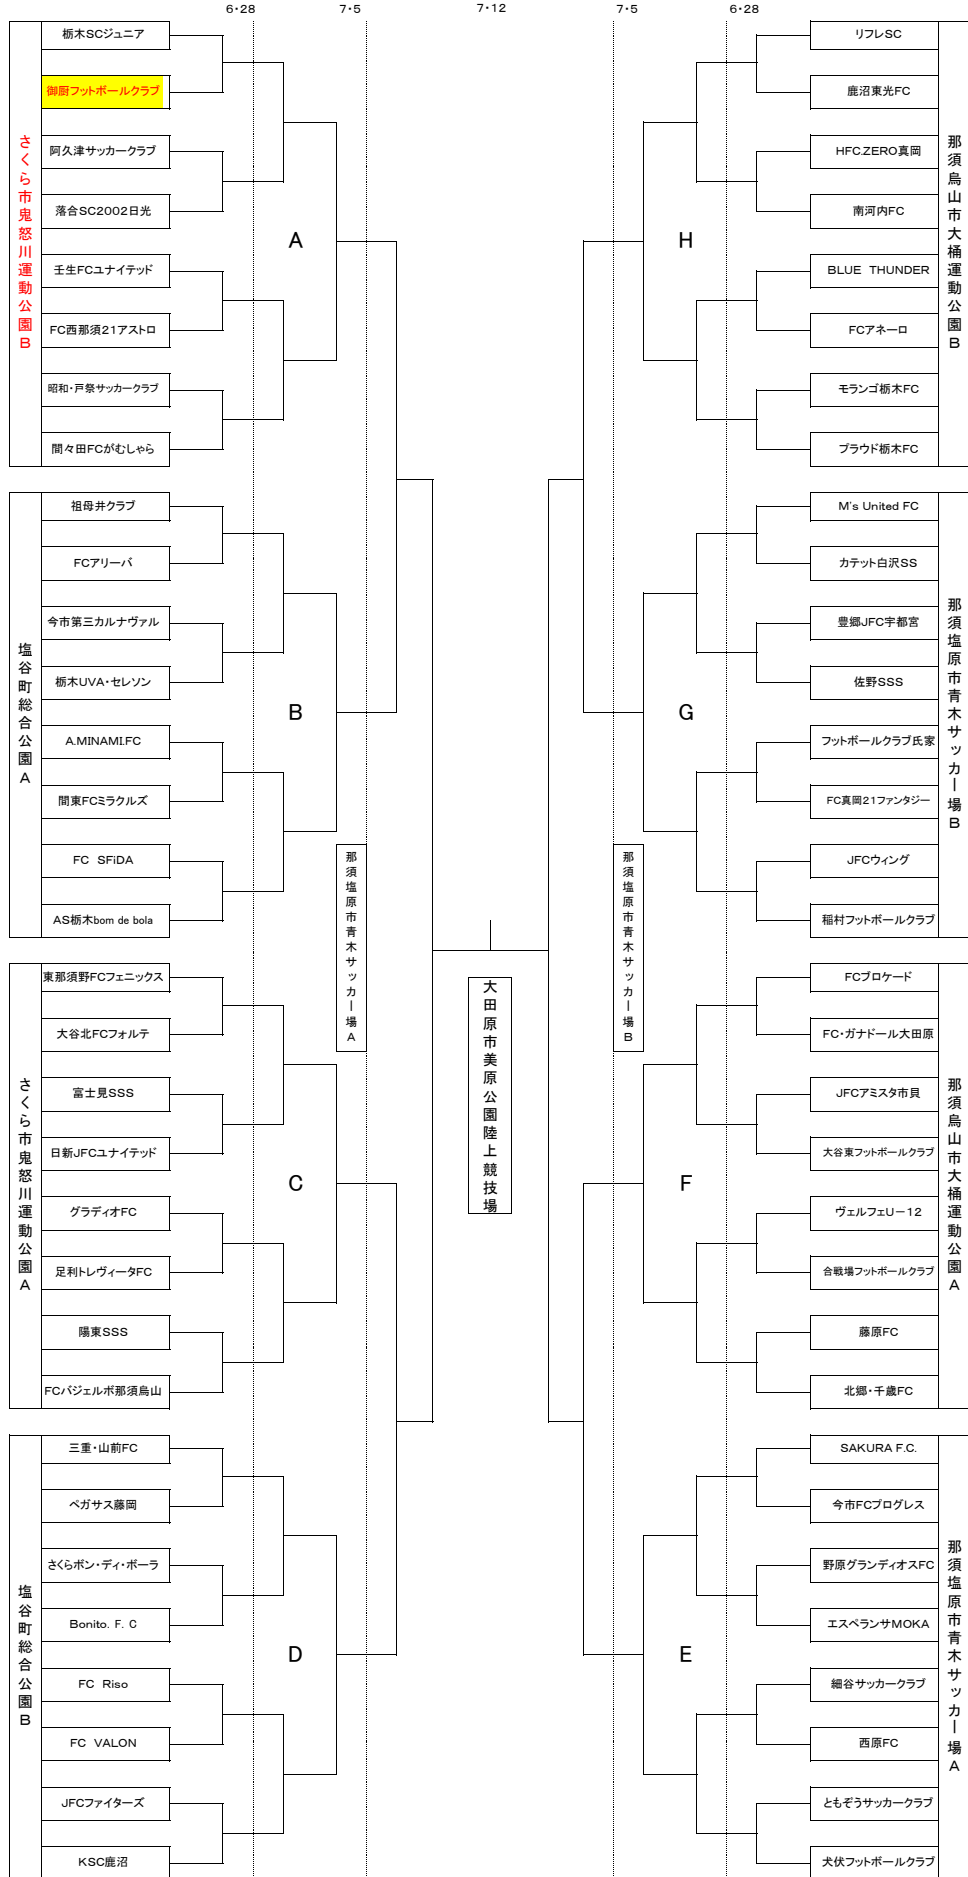 6・28
7・5
7・12
7・5
6・28
さくら市鬼怒川運動公園B
栃木SCジュニア
御厨フットボールクラブ
阿久津サッカークラブ
落合SC2002日光
壬生FCユナイテッド
FC西那須21アストロ
昭和・戸祭サッカークラブ
間々田FCがむしゃら
A
塩谷町総合公園A
祖母井クラブ
FCアリーバ
今市第三カルナヴァル
栃木UVA・セレソン
A.MINAMI.FC
間東FCミラクルズ
FC SFiDA
AS栃木bom de bola
B
さくら市鬼怒川運動公園A
東那須野FCフェニックス
大谷北FCフォルテ
富士見SSS
日新JFCユナイテッド
グラディオFC
足利トレヴィータFC
陽東SSS
FCバジェルボ那須烏山
C
塩谷町総合公園B
三重・山前FC
ペガサス藤岡
さくらボン・ディ・ボーラ
Bonito. F. C
FC Riso
FC VALON
JFCファイターズ
KSC鹿沼
D
那須塩原市青木サッカー場A
大田原市美原公園陸上競技場
那須塩原市青木サッカー場B
リフレSC
鹿沼東光FC
HFC.ZERO真岡
南河内FC
BLUE THUNDER
FCアネーロ
モランゴ栃木FC
プラウド栃木FC
H
那須烏山市大桶運動公園B
M's United FC
カテット白沢SS
豊郷JFC宇都宮
佐野SSS
フットボールクラブ氏家
FC真岡21ファンタジー
JFCウィング
稲村フットボールクラブ
G
那須塩原市青木サッカー場B
FCブロケード
FC・ガナドール大田原
JFCアミスタ市貝
大谷東フットボールクラブ
ヴェルフェU-12
合戦場フットボールクラブ
藤原FC
北郷・千歳FC
F
那須烏山市大桶運動公園A
SAKURA F.C.
今市FCプログレス
野原グランディオスFC
エスペランサMOKA
細谷サッカークラブ
西原FC
ともぞうサッカークラブ
犬伏フットボールクラブ
E
那須塩原市青木サッカー場A